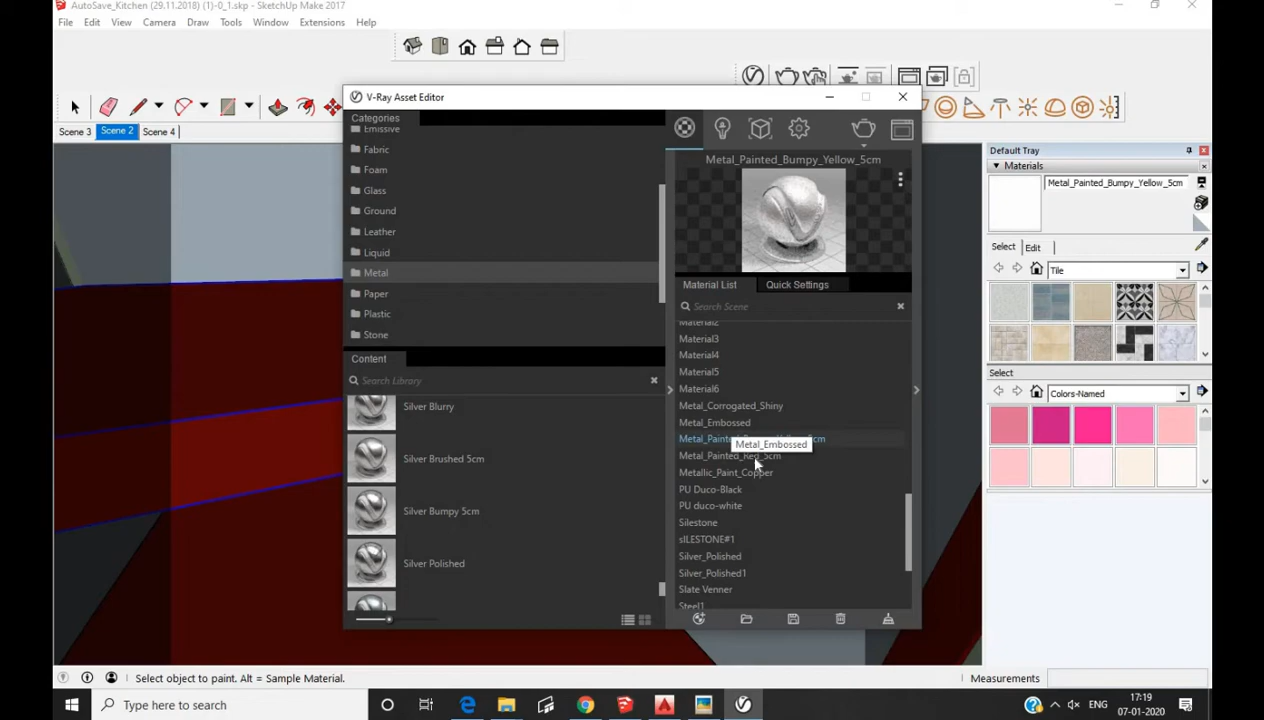 AutoSave_Kitchen (29.11.2018) (1)-0_1.skp - SketchUp Make 2017
File Edit View Camera Draw Tools Window Extensions Help
Scene 3 Scene 2 Scene 4
V-Ray Asset Editor
Categories
Emissive
Fabric
Foam
Glass
Ground
Leather
Liquid
Metal
Paper
Plastic
Stone
Content
Search Library
Silver Blurry
Silver Brushed 5cm
Silver Bumpy 5cm
Silver Polished
Metal_Painted_Bumpy_Yellow_5cm
Material List Quick Settings
Search Scene
Material2
Material3
Material4
Material5
Material6
Metal_Corrogated_Shiny
Metal_Embossed
Metal_Embossed
Metal_Painted_Red_5cm
Metallic_Paint_Copper
PU Duco-Black
PU duco-white
Silestone
sILESTONE#1
Silver_Polished
Silver_Polished1
Slate Venner
Steel1
Default Tray
Materials
Metal_Painted_Bumpy_Yellow_5cm
Select Edit
Tile
Select
Colors-Named
Select object to paint. Alt = Sample Material.
Measurements
Type here to search
ENG
17:19
07-01-2020